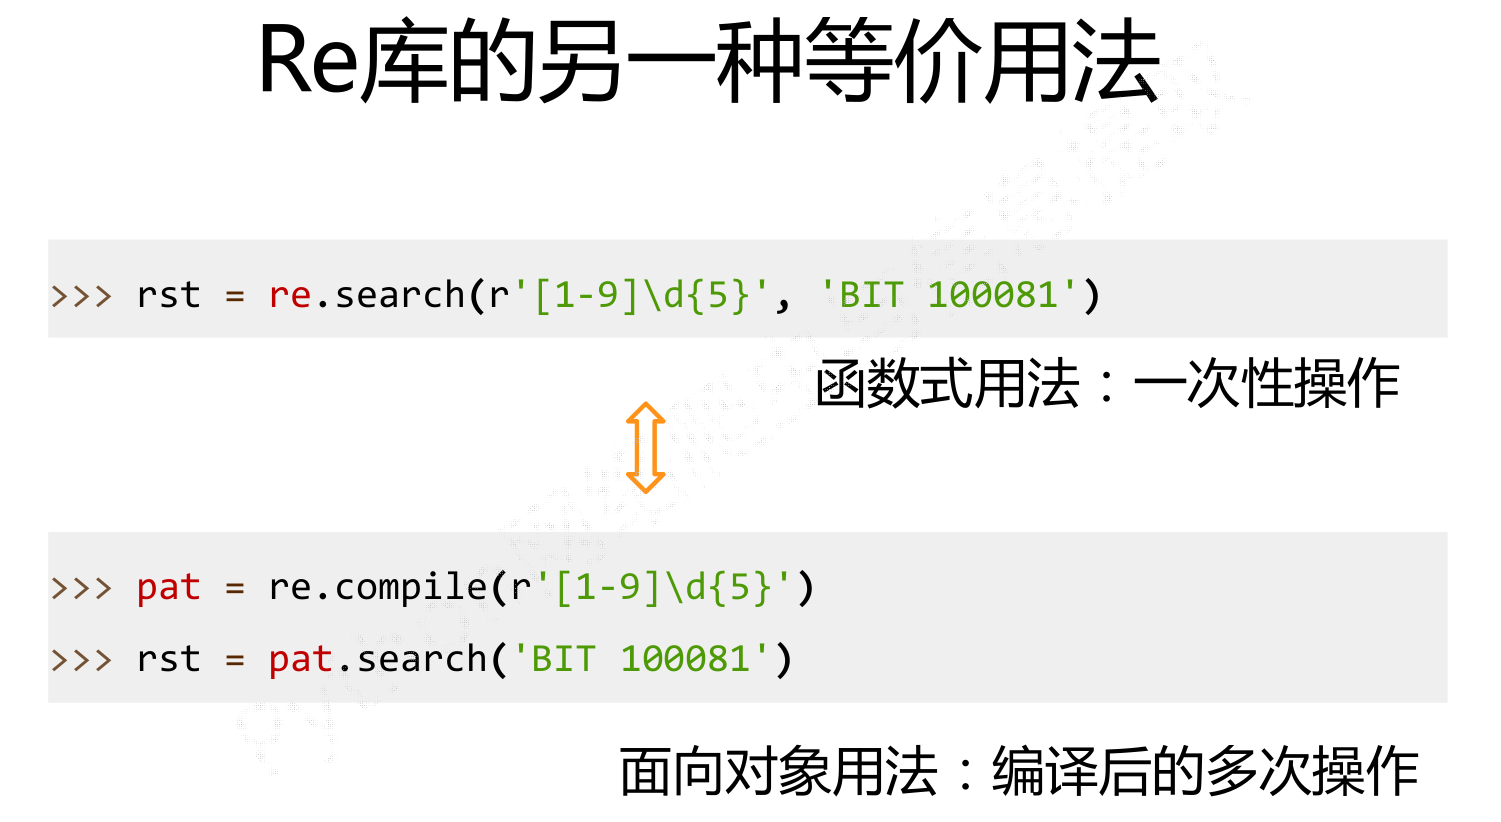 Re库的另一种等价用法
>>> rst = re.search(r'[1-9]\d{5}', 'BIT 100081')
函数式用法：一次性操作
>>> pat = re.compile(r'[1-9]\d{5}')
>>> rst = pat.search('BIT 100081')
面向对象用法：编译后的多次操作